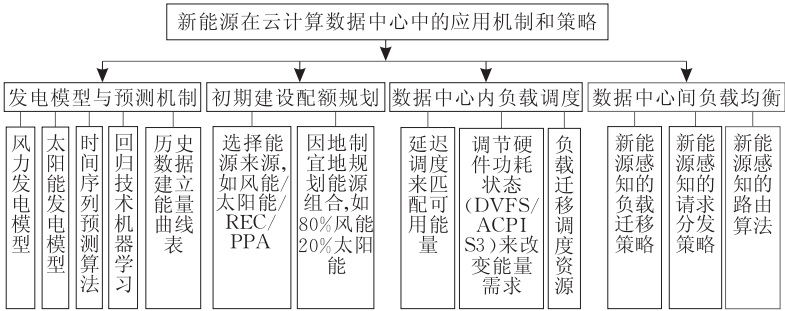 新能源在云计算数据中心中的应用机制和策略
发电模型与预测机制
初期建设配额规划
数据中心内负载调度
数据中心间负载均衡
风力发电模型
太阳能发电模型
时间序列预测算法
回归技术机器学习
历史
数据
建立
能量
曲线
表
选择能
源来源,
如风能/
太阳能/
REC/
PPA
因地制
宜地规
划能源
组合,如
80%风能
20%太阳
能
延迟
调度
来匹
配可
用能
量
调节硬
件功耗
状态
(DVFS/
ACPI
S3)来改
变能量
需求
负载迁移调度资源
新能
源感
知的
负载
迁移
策略
新能
源感
知的
请求
分发
策略
新能
源感
知的
路由
算法